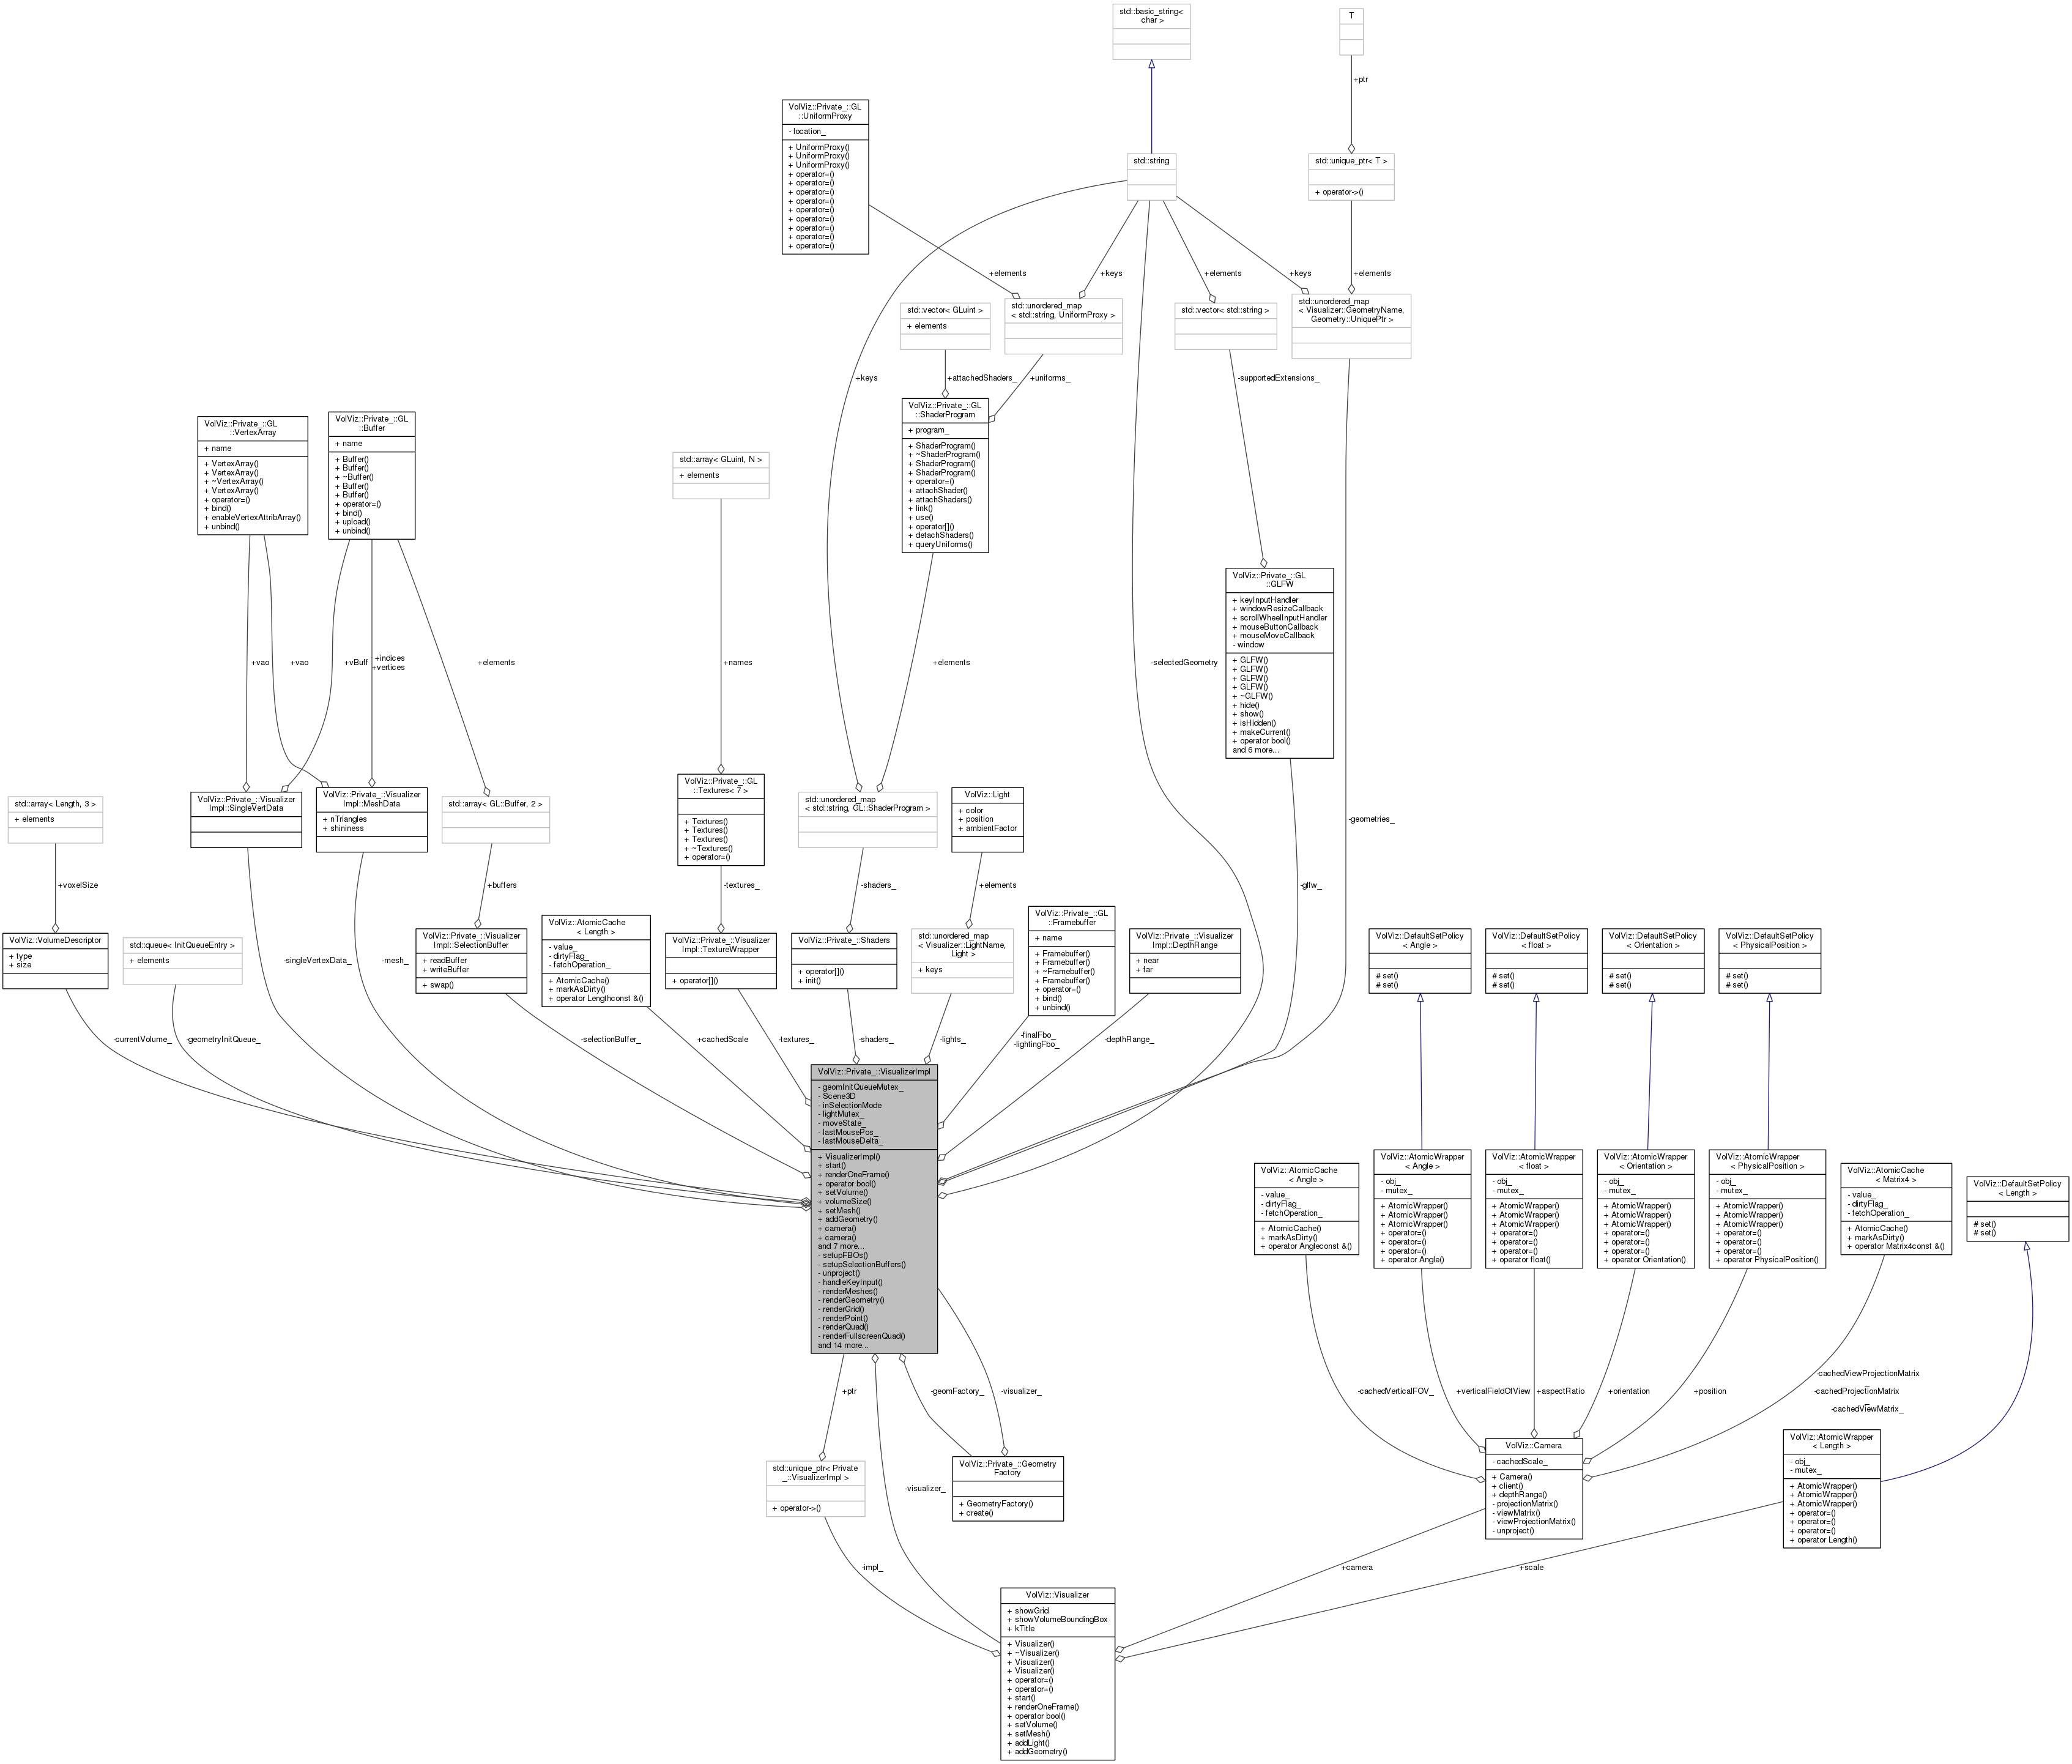 std::basic_string<
char >
T
+ptr
VolViz::Private_::GL
::UniformProxy
- location_
+ UniformProxy()
+ UniformProxy()
+ UniformProxy()
+ operator=()
+ operator=()
+ operator=()
+ operator=()
+ operator=()
+ operator=()
+ operator=()
+ operator=()
+ operator=()
std::string
std::unique_ptr< T >
+ operator->()
+elements
+keys
+elements
+keys
+elements
std::vector< GLuint >
+ elements
std::unordered_map
< std::string, UniformProxy >
std::vector< std::string >
std::unordered_map
< Visualizer::GeometryName,
Geometry::UniquePtr >
+keys
+attachedShaders_
+uniforms_
-supportedExtensions_
VolViz::Private_::GL
::VertexArray
+ name
+ VertexArray()
+ VertexArray()
+ ~VertexArray()
+ VertexArray()
+ operator=()
+ bind()
+ enableVertexAttribArray()
+ unbind()
VolViz::Private_::GL
::Buffer
+ name
+ Buffer()
+ Buffer()
+ ~Buffer()
+ Buffer()
+ Buffer()
+ operator=()
+ bind()
+ upload()
+ unbind()
std::array< GLuint, N >
+ elements
VolViz::Private_::GL
::ShaderProgram
+ program_
+ ShaderProgram()
+ ~ShaderProgram()
+ ShaderProgram()
+ ShaderProgram()
+ operator=()
+ attachShader()
+ attachShaders()
+ link()
+ use()
+ operator[]()
+ detachShaders()
+ queryUniforms()
VolViz::Private_::GL
::GLFW
+ keyInputHandler
+ windowResizeCallback
+ scrollWheelInputHandler
+ mouseButtonCallback
+ mouseMoveCallback
- window
+ GLFW()
+ GLFW()
+ GLFW()
+ GLFW()
+ ~GLFW()
+ hide()
+ show()
+ isHidden()
+ makeCurrent()
+ operator bool()
and 6 more...
+vao
+vao
+vBuff
+indices
+vertices
+elements
+names
+elements
-selectedGeometry
std::array< Length, 3 >
+ elements
VolViz::Private_::Visualizer
Impl::SingleVertData
VolViz::Private_::Visualizer
Impl::MeshData
+ nTriangles
+ shininess
std::array< GL::Buffer, 2 >
VolViz::Private_::GL
::Textures< 7 >
+ Textures()
+ Textures()
+ Textures()
+ ~Textures()
+ operator=()
std::unordered_map
< std::string, GL::ShaderProgram >
VolViz::Light
+ color
+ position
+ ambientFactor
-geometries_
+voxelSize
+buffers
-textures_
-shaders_
+elements
-glfw_
VolViz::VolumeDescriptor
+ type
+ size
std::queue< InitQueueEntry >
+ elements
-singleVertexData_
-mesh_
VolViz::Private_::Visualizer
Impl::SelectionBuffer
+ readBuffer
+ writeBuffer
+ swap()
VolViz::AtomicCache
< Length >
- value_
- dirtyFlag_
- fetchOperation_
+ AtomicCache()
+ markAsDirty()
+ operator Lengthconst &()
VolViz::Private_::Visualizer
Impl::TextureWrapper
+ operator[]()
VolViz::Private_::Shaders
+ operator[]()
+ init()
std::unordered_map
< Visualizer::LightName,
Light >
+ keys
VolViz::Private_::GL
::Framebuffer
+ name
+ Framebuffer()
+ Framebuffer()
+ ~Framebuffer()
+ Framebuffer()
+ operator=()
+ bind()
+ unbind()
VolViz::Private_::Visualizer
Impl::DepthRange
+ near
+ far
VolViz::DefaultSetPolicy
< Angle >
# set()
# set()
VolViz::DefaultSetPolicy
< float >
# set()
# set()
VolViz::DefaultSetPolicy
< Orientation >
# set()
# set()
VolViz::DefaultSetPolicy
< PhysicalPosition >
# set()
# set()
-currentVolume_
-geometryInitQueue_
-selectionBuffer_
+cachedScale
-textures_
-shaders_
-lights_
-finalFbo_
-lightingFbo_
-depthRange_
VolViz::Private_::VisualizerImpl
- geomInitQueueMutex_
- Scene3D
- inSelectionMode
- lightMutex_
- moveState_
- lastMousePos_
- lastMouseDelta_
+ VisualizerImpl()
+ start()
+ renderOneFrame()
+ operator bool()
+ setVolume()
+ volumeSize()
+ setMesh()
+ addGeometry()
+ camera()
+ camera()
and 7 more...
- setupFBOs()
- setupSelectionBuffers()
- unproject()
- handleKeyInput()
- renderMeshes()
- renderGeometry()
- renderGrid()
- renderPoint()
- renderQuad()
- renderFullscreenQuad()
and 14 more...
VolViz::AtomicCache
< Angle >
- value_
- dirtyFlag_
- fetchOperation_
+ AtomicCache()
+ markAsDirty()
+ operator Angleconst &()
VolViz::AtomicWrapper
< Angle >
- obj_
- mutex_
+ AtomicWrapper()
+ AtomicWrapper()
+ AtomicWrapper()
+ operator=()
+ operator=()
+ operator=()
+ operator Angle()
VolViz::AtomicWrapper
< float >
- obj_
- mutex_
+ AtomicWrapper()
+ AtomicWrapper()
+ AtomicWrapper()
+ operator=()
+ operator=()
+ operator=()
+ operator float()
VolViz::AtomicWrapper
< Orientation >
- obj_
- mutex_
+ AtomicWrapper()
+ AtomicWrapper()
+ AtomicWrapper()
+ operator=()
+ operator=()
+ operator=()
+ operator Orientation()
VolViz::AtomicWrapper
< PhysicalPosition >
- obj_
- mutex_
+ AtomicWrapper()
+ AtomicWrapper()
+ AtomicWrapper()
+ operator=()
+ operator=()
+ operator=()
+ operator PhysicalPosition()
VolViz::AtomicCache
< Matrix4 >
- value_
- dirtyFlag_
- fetchOperation_
+ AtomicCache()
+ markAsDirty()
+ operator Matrix4const &()
VolViz::DefaultSetPolicy
< Length >
# set()
# set()
+ptr
-geomFactory_
-visualizer_
-cachedVerticalFOV_
+verticalFieldOfView
+aspectRatio
+orientation
+position
-cachedViewProjectionMatrix
_
-cachedProjectionMatrix
_
-cachedViewMatrix_
std::unique_ptr< Private
_::VisualizerImpl >
+ operator->()
-visualizer_
VolViz::Private_::Geometry
Factory
+ GeometryFactory()
+ create()
VolViz::Camera
- cachedScale_
+ Camera()
+ client()
+ depthRange()
- projectionMatrix()
- viewMatrix()
- viewProjectionMatrix()
- unproject()
VolViz::AtomicWrapper
< Length >
- obj_
- mutex_
+ AtomicWrapper()
+ AtomicWrapper()
+ AtomicWrapper()
+ operator=()
+ operator=()
+ operator=()
+ operator Length()
-impl_
+camera
+scale
VolViz::Visualizer
+ showGrid
+ showVolumeBoundingBox
+ kTitle
+ Visualizer()
+ ~Visualizer()
+ Visualizer()
+ Visualizer()
+ operator=()
+ operator=()
+ start()
+ renderOneFrame()
+ operator bool()
+ setVolume()
+ setMesh()
+ addLight()
+ addGeometry()